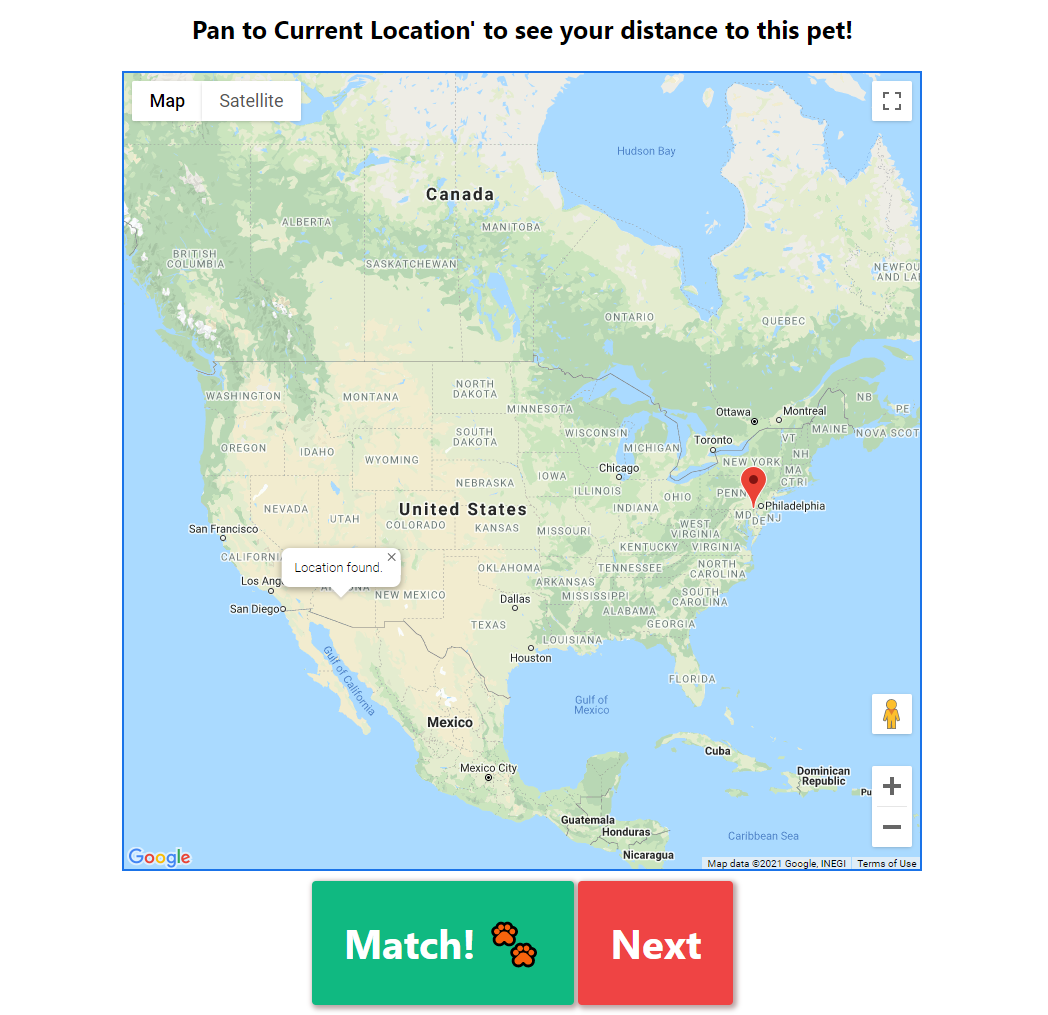 Pan to Current Location' to see your distance to this pet!
Map Satellite
Hudson Bay
Canada
ALBERTA
MANITOBA
BRITISH
COLUMBIA
SASKATCHEWAN
NEWFOU
AND LA
ONTARIO
QUEBEC
WASHINGTON
MONTANA
NORTH
DAKOTA
MINNESOTA
NB
PE
Ottawa
Montreal
MAINE
NOVA SCOT
SOUTH
DAKOTA
WISCONSIN
MICHIGAN
Toronto
VT
NH
OREGON
IDAHO
WYOMING
Chicago
NEW YORK
MA
CT RI
IOWA
NEBRASKA
ILLINOIS
OHIO
PENN
INDIANA
Philadelphia
MD
DE NJ
NEVADA
UTAH
United States
COLORADO
KANSAS
MISSOURI
WEST
VIRGINIA
San Francisco
KENTUCKY
VIRGINIA
CALIFORNI
Location found.
OKLAHOMA
TENNESSEE
NORTH
CAROLINA
Los Ang
NEW MEXICO
ARKANSAS
MISSISSIPPI
SOUTH
CAROLINA
San Diego
Dallas
ALABAMA
TEXAS
GEORGIA
LOUISIANA
Houston
Gulf of California
FLORIDA
Gulf of
Mexico
Mexico
Cuba
Mexico City
Dominican
Republic
Pu
Guatemala
Honduras
Caribbean Sea
Nicaragua
Google
Map data ©2021 Google, INEGI Terms of Use
Match! Next